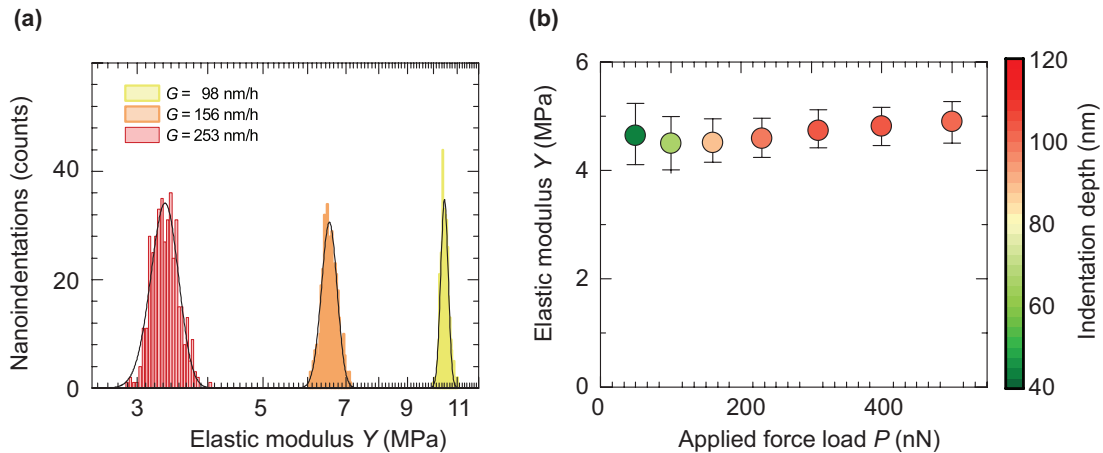 (a)
Nanoindentations (counts)
40
20
0
G = 98 nm/h
G = 156 nm/h
G = 253 nm/h
3
5
7
9
11
Elastic modulus Y (MPa)
(b)
Elastic modulus Y (MPa)
6
4
2
0
0
200
400
Applied force load P (nN)
120
100
80
60
40
Indentation depth (nm)